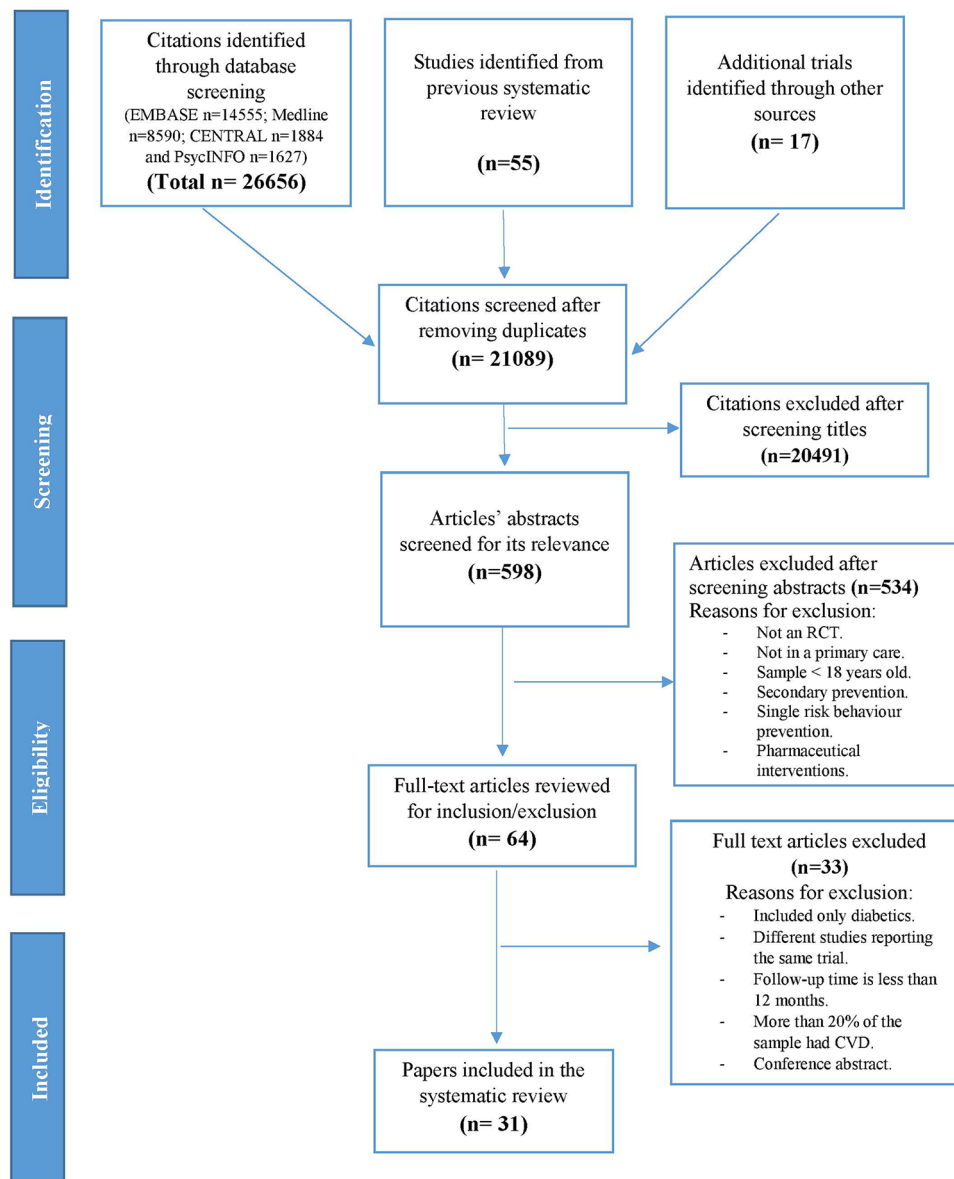 Identification
Citations identified
through database
screening
(EMBASE n=14555; Medline
n=8590; CENTRAL n=1884
and PsycINFO n=1627)
(Total n= 26656)
Studies identified from
previous systematic
review
(n=55)
Additional trials
identified through other
sources
(n= 17)
Citations screened after
removing duplicates
(n= 21089)
Screening
Citations excluded after
screening titles
(n=20491)
Articles’ abstracts
screened for its relevance
(n=598)
Articles excluded after
screening abstracts (n=534)
Reasons for exclusion:
- Not an RCT.
- Not in a primary care.
- Sample < 18 years old.
- Secondary prevention.
- Single risk behaviour
prevention.
- Pharmaceutical
interventions.
Eligibility
Full-text articles reviewed
for inclusion/exclusion
(n= 64)
Full text articles excluded
(n=33)
Reasons for exclusion:
- Included only diabetics.
- Different studies reporting
the same trial.
- Follow-up time is less than
12 months.
- More than 20% of the
sample had CVD.
- Conference abstract.
Included
Papers included in the
systematic review
(n= 31)